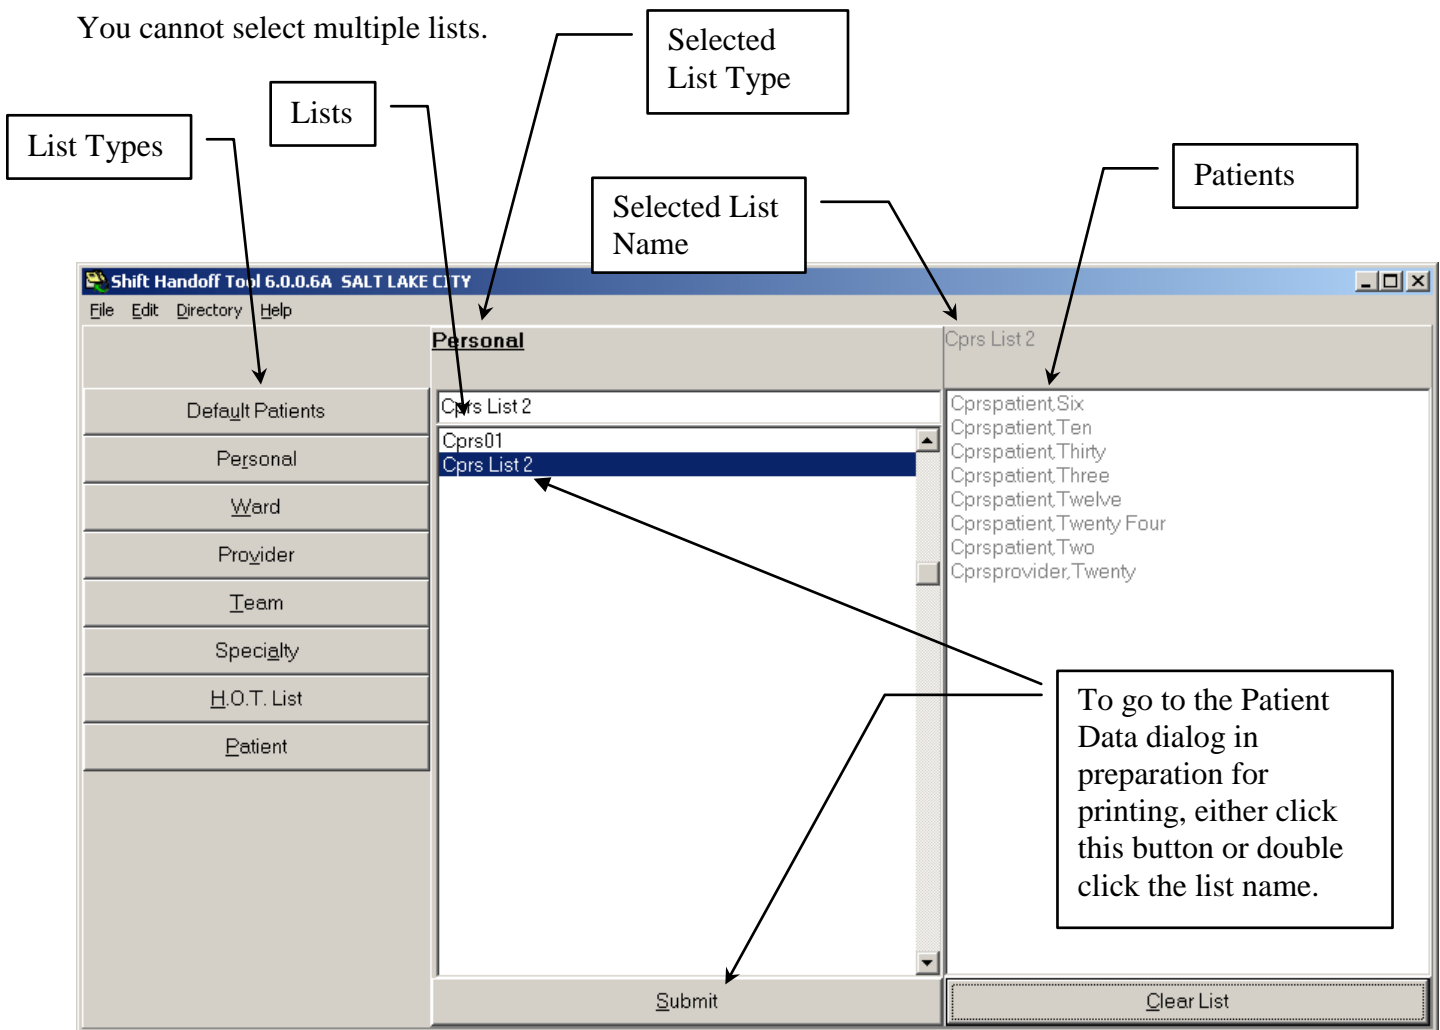 You cannot select multiple lists.
Selected
List Type
Lists
List Types
Patients
Selected List
Name
Shift Handoff Tool 6.0.0.6A SALT LAKE CITY
File Edit Directory Help
Personal
Cprs List 2
Default Patients
Personal
Ward
Provider
Team
Specialty
H.O.T. List
Patient
Cprs List 2
Cprs01
Cprs List 2
Cprspatient,Six
Cprspatient,Ten
Cprspatient,Thirty
Cprspatient,Three
Cprspatient,Twelve
Cprspatient,Twenty Four
Cprspatient,Two
Cprsprovider,Twenty
To go to the Patient
Data dialog in
preparation for
printing, either click
this button or double
click the list name.
Submit
Clear List